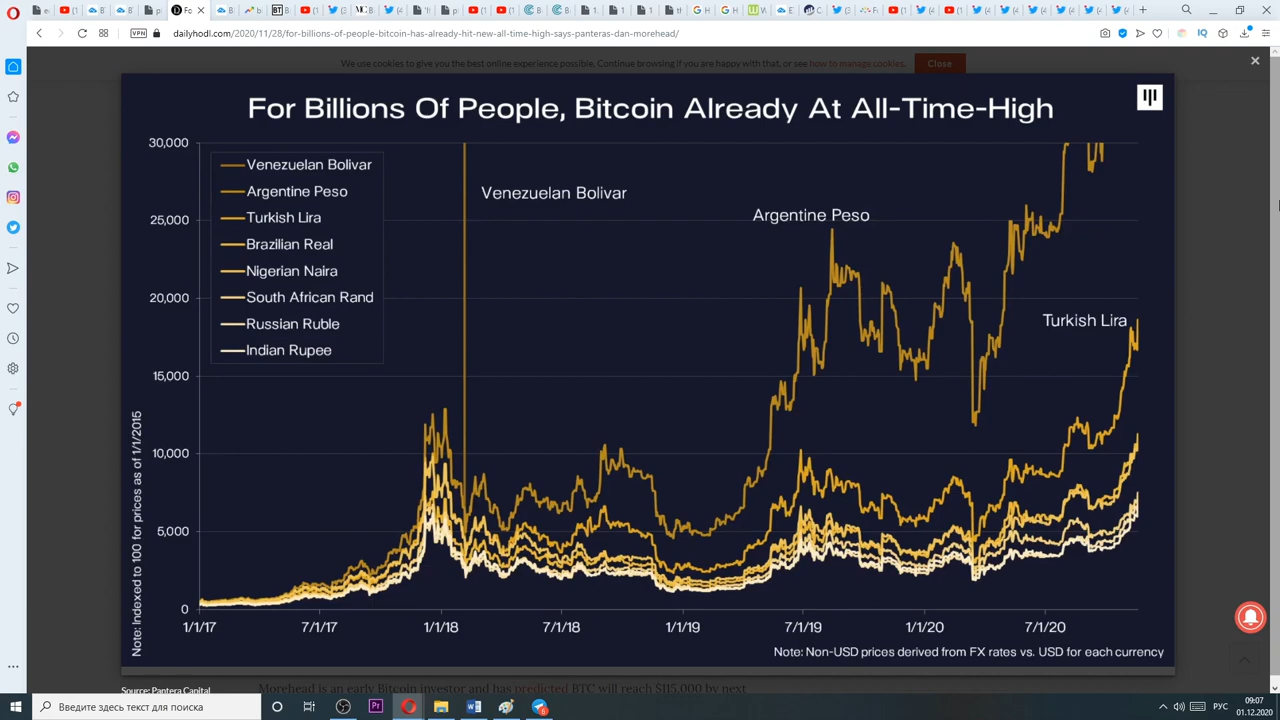 dailyhodl.com/2020/11/28/for-billions-of-people-bitcoin-has-already-hit-new-all-time-high-says-panteras-dan-morehead/
VPN
IQ
We use cookies to give you the best online experience possible. Continue browsing if you are happy with that, or see how to manage cookies.
Close
For Billions Of People, Bitcoin Already At All-Time-High
30,000
25,000
20,000
15,000
10,000
5,000
0
Venezuelan Bolivar
Argentine Peso
Turkish Lira
Brazilian Real
Nigerian Naira
South African Rand
Russian Ruble
Indian Rupee
Venezuelan Bolivar
Argentine Peso
Turkish Lira
Note: Indexed to 100 for prices as of 1/1/2015
1/1/17
7/1/17
1/1/18
7/1/18
1/1/19
7/1/19
1/1/20
7/1/20
Note: Non-USD prices derived from FX rates vs. USD for each currency
Source: Pantera Capital
Morehead is an early Bitcoin investor and has predicted BTC will reach $115,000 by next
Введите здесь текст для поиска
Pr
РУС
09:07
01.12.2020